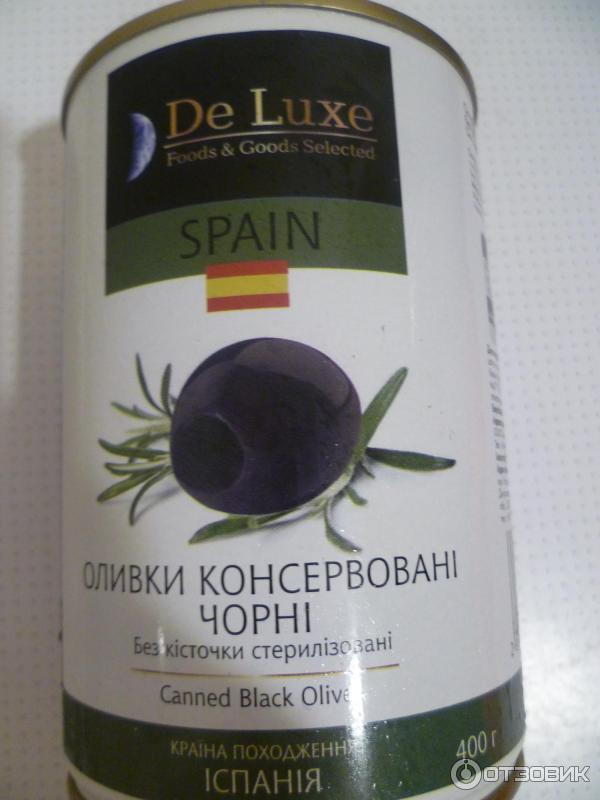 De Luxe
Foods & Goods Selected
SPAIN
ОЛИВКИ КОНСЕРВОВАНІ
ЧОРНІ
Без кісточки стерилізовані
Canned Black Olive
КРАЇНА ПОХОДЖЕННЯ
ІСПАНІЯ
400 г
ОТЗОВИК